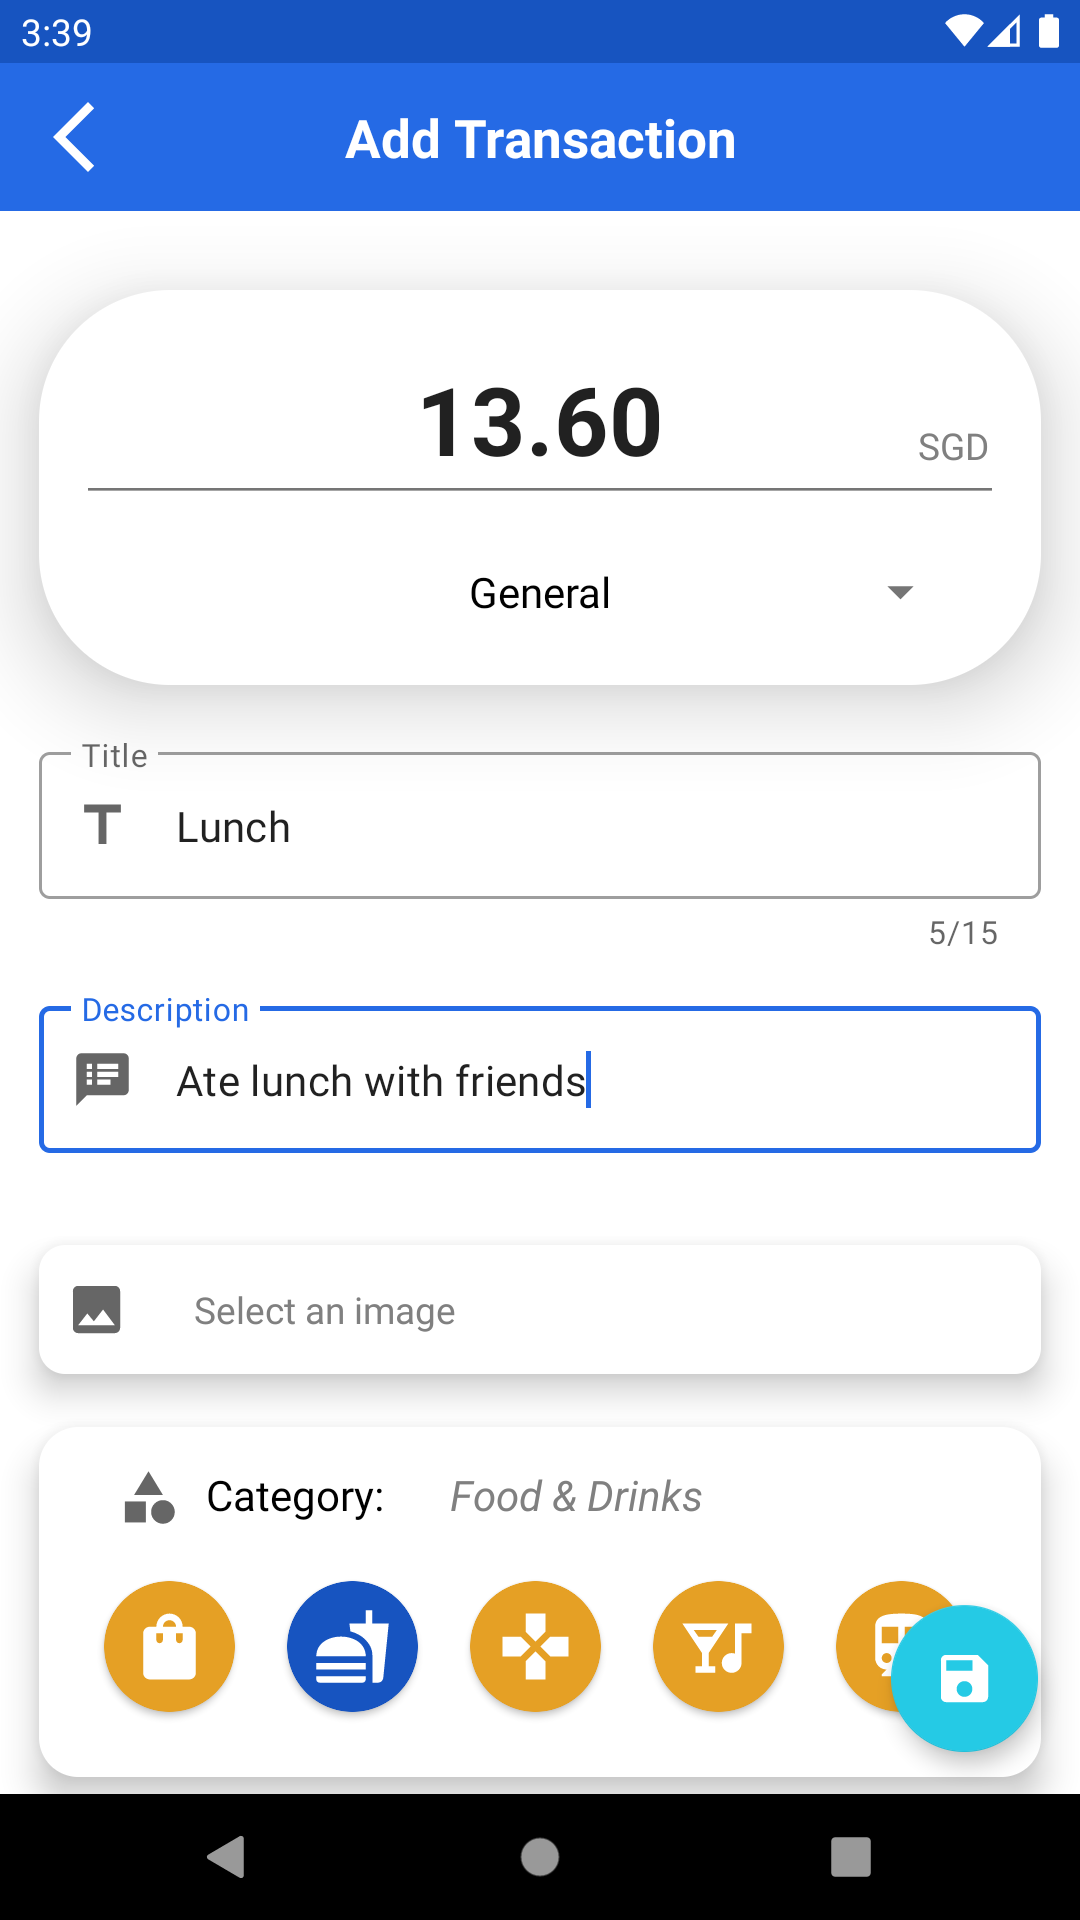 3:39
Add Transaction
13.60
SGD
General
Title
Lunch
5/15
Description
Ate lunch with friends
Select an image
Category: Food & Drinks